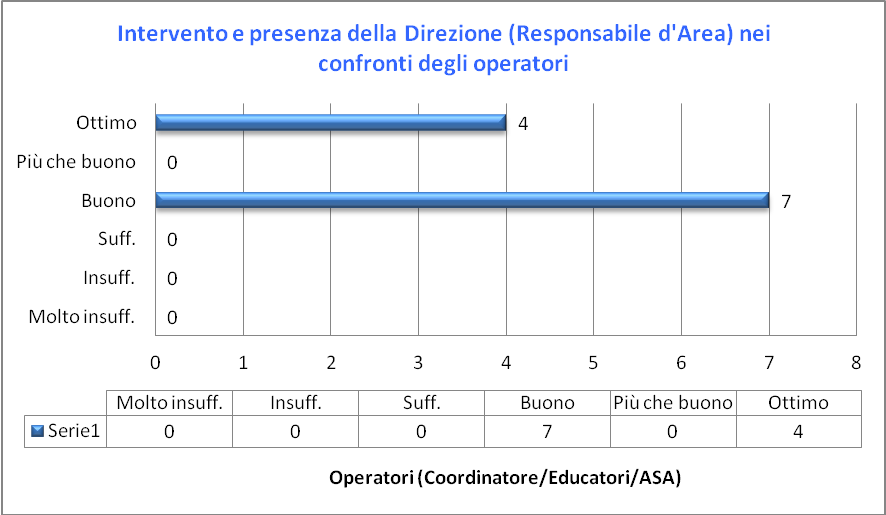 Intervento e presenza della Direzione (Responsabile d'Area) nei
confronti degli operatori
Ottimo 4
Più che buono 0
Buono 7
Suff. 0
Insuff. 0
Molto insuff. 0
0 1 2 3 4 5 6 7 8
Molto insuff. Insuff. Suff. Buono Più che buono Ottimo
Serie1 0 0 0 7 0 4
Operatori (Coordinatore/Educatori/ASA)